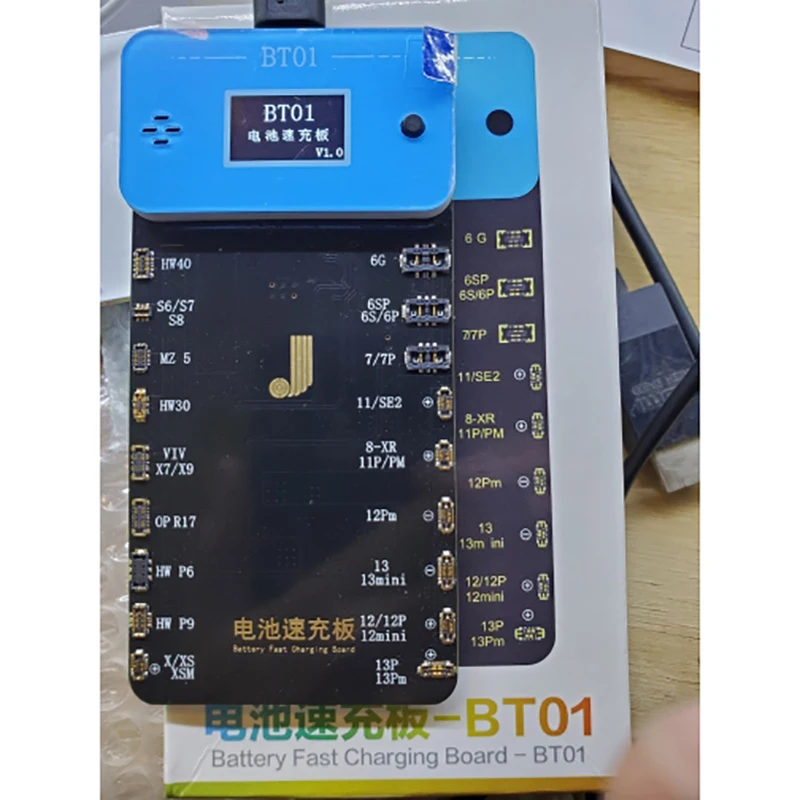 BT01
BT01
电池速充板
V1.0
HW40
S6/S7
S8
MZ 5
HW30
VIV
X7/X9
OP R17
HW P6
HW P9
X/XS
XSM
6G
6SP
6S/6P
7/7P
11/SE2
8-XR
11P/PM
12Pm
13
13mini
12/12P
12mini
13P
13Pm
电池速充板
Battery Fast Charging Board
6 G
6SP
6S/6P
7/7P
11/SE2
8-XR
11P/PM
12Pm
13
13m ini
12/12P
12mini
13P
13Pm
电池速充板-BT01
Battery Fast Charging Board - BT01